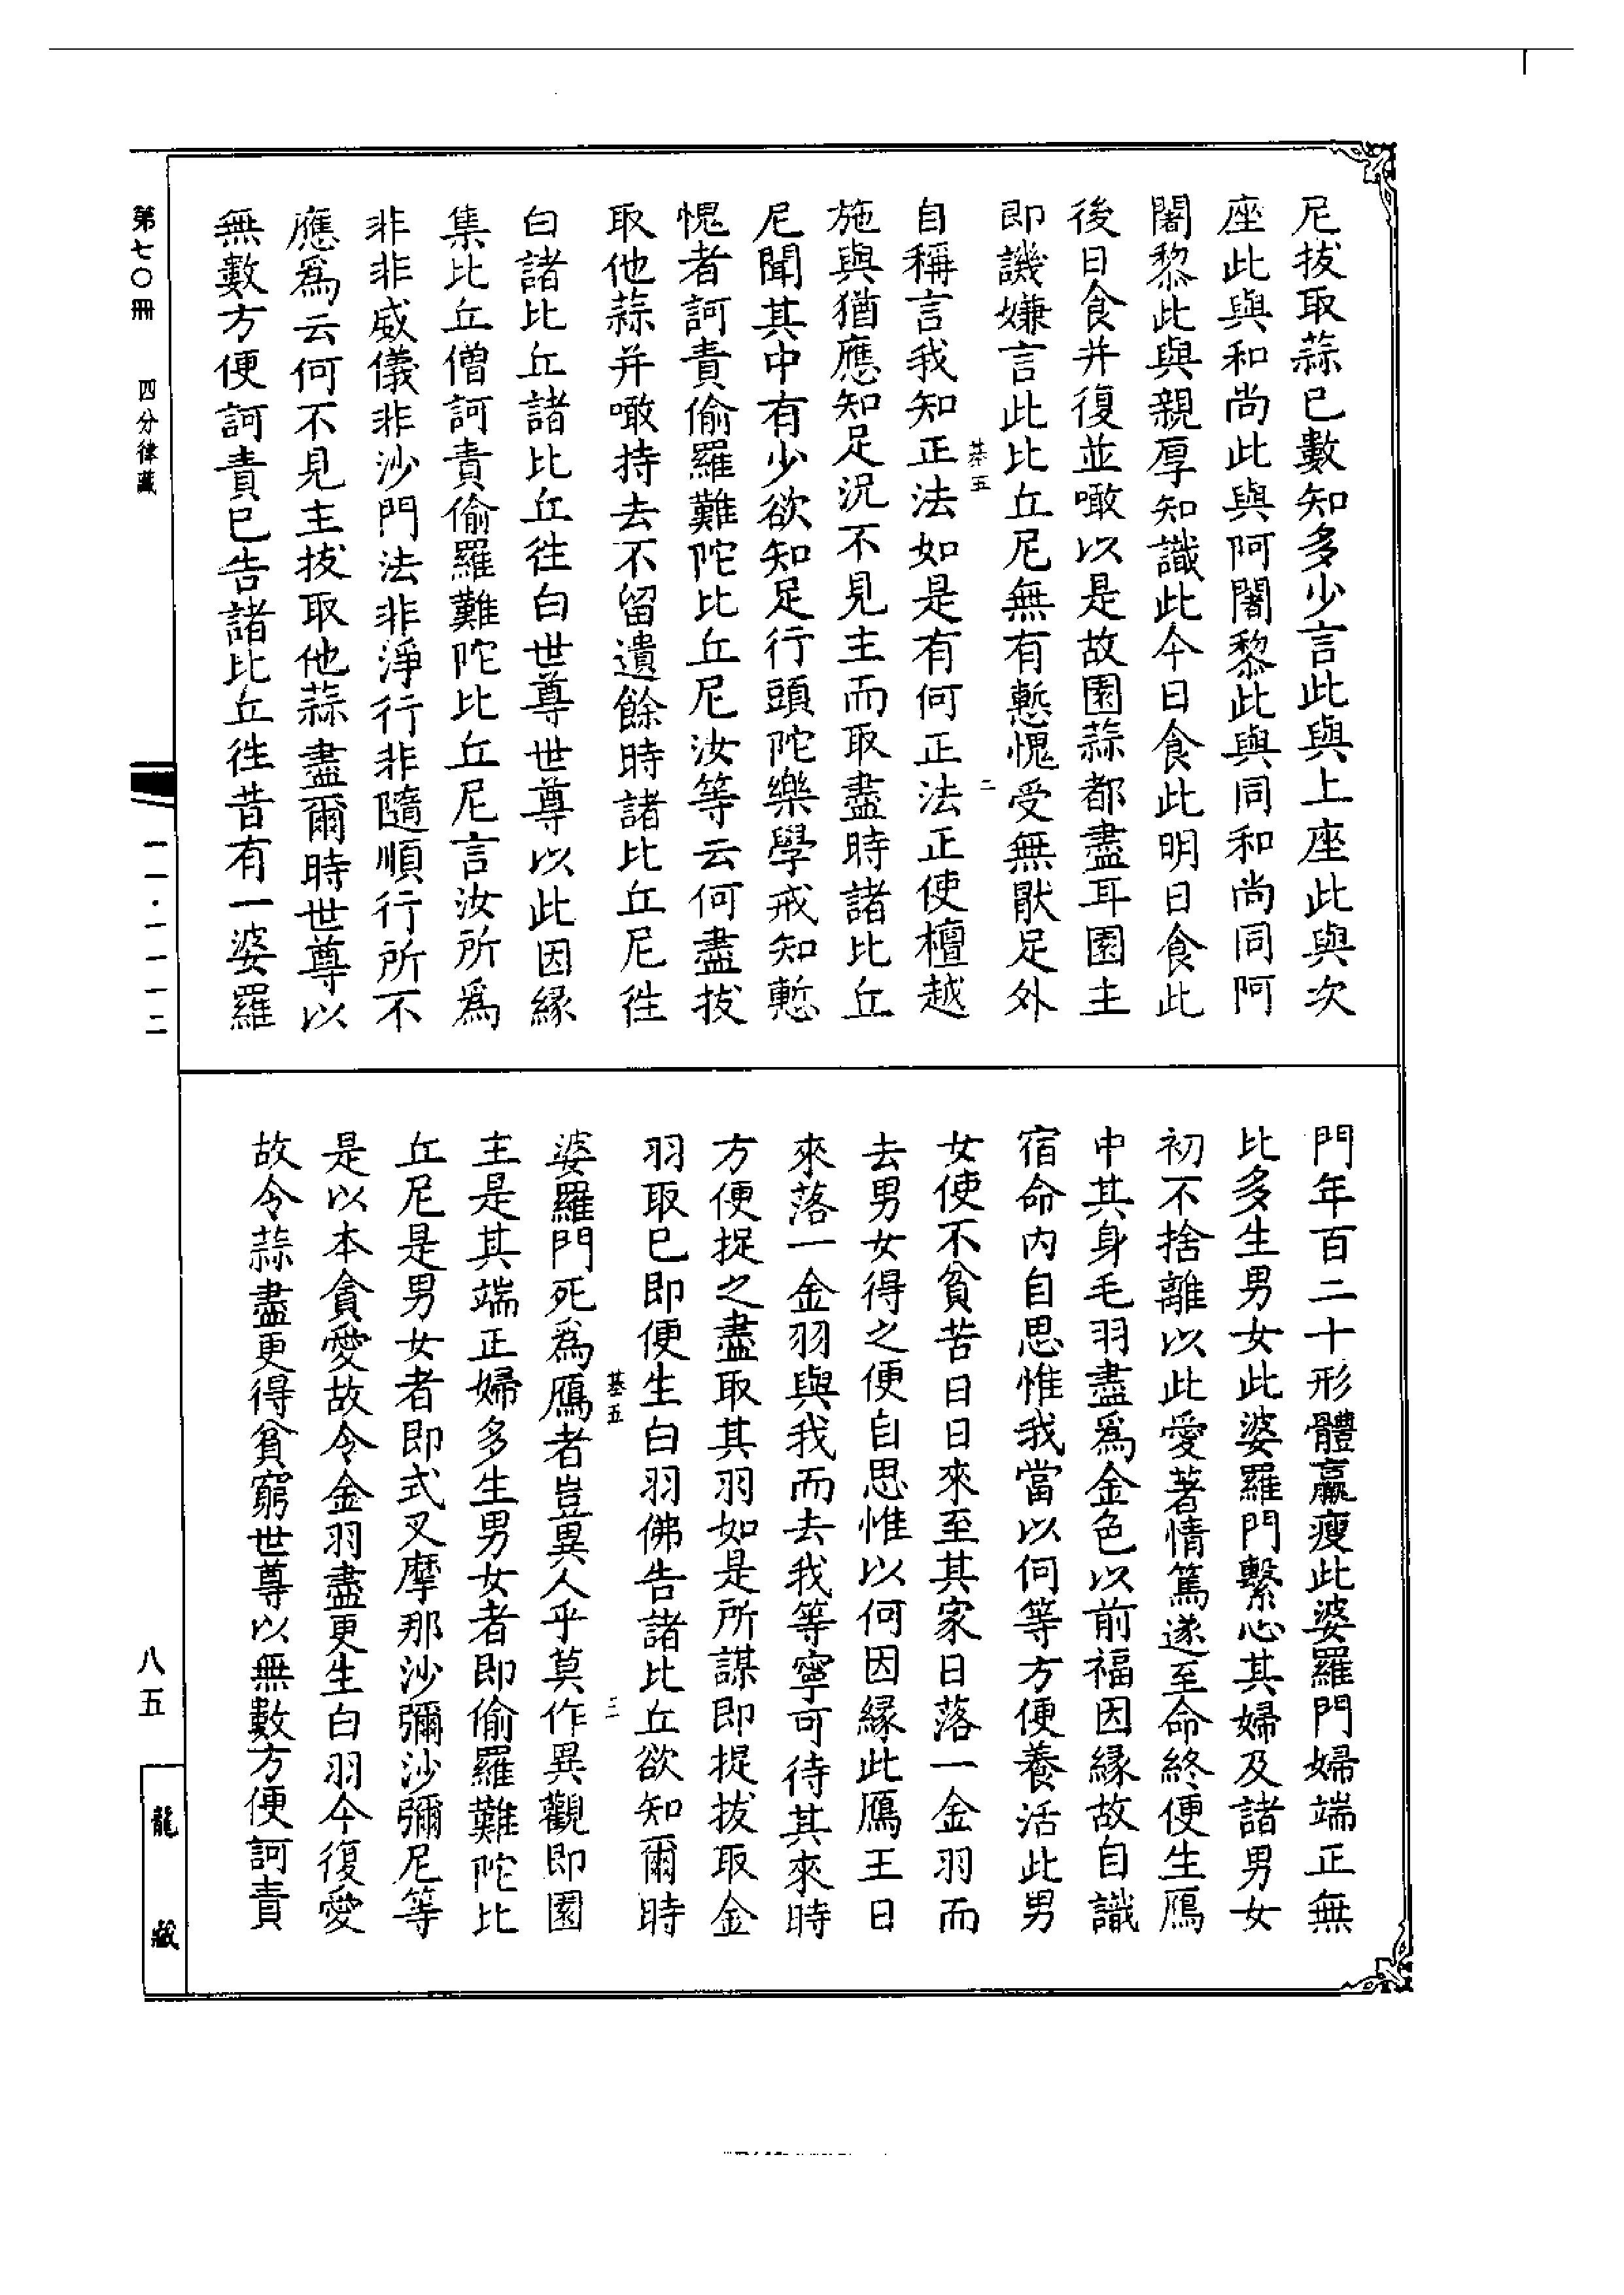 尼拔取蒜已數知多少言此與上座此與次
座此與和尚此與阿闍黎此與同和尚同阿
闍黎此與親厚知識此今日食此明日食此
後日食并復並噉以是故園蒜都盡耳園主
即譏嫌言此比丘尼無有慙愧受無猒足外
自稱言我知正法如是有何正法正使檀越
施與猶應知足況不見主而取盡時諸比丘
尼聞其中有少欲知足行頭陀樂學戒知慙
愧者訶責偷羅難陀比丘尼汝等云何盡拔
取他蒜并噉持去不留遺餘時諸比丘尼往
白諸比丘諸比丘往白世尊世尊以此因緣
集比丘僧訶責偷羅難陀比丘尼言汝所爲
非非威儀非沙門法非淨行非隨順行所不
應爲云何不見主拔取他蒜盡爾時世尊以
無數方便訶責已告諸比丘往昔有一婆羅
門年百二十形體羸瘦此婆羅門婦端正無
比多生男女此婆羅門繫心其婦及諸男女
初不捨離以此愛著情篤遂至命終便生鴈
中其身毛羽盡爲金色以前福因緣故自識
宿命内自思惟我當以何等方便養活此男
女使不貧苦日日來至其家日落一金羽而
去男女得之便自思惟以何因緣此鴈王日
來落一金羽與我而去我等寧可待其來時
方便捉之盡取其羽如是所謀即捉拔取金
羽取已即便生白羽佛告諸比丘欲知爾時
婆羅門死爲鴈者豈異人乎莫作異觀即園
主是其端正婦多生男女者即偷羅難陀比
丘尼是男女者即式叉摩那沙彌沙彌尼等
是以本貪愛故令金羽盡更生白羽今復愛
故令蒜盡更得貧窮世尊以無數方便訶責
基五
二
基五
三
第七〇冊
四分律藏
一一·一一一二
八五
龍藏